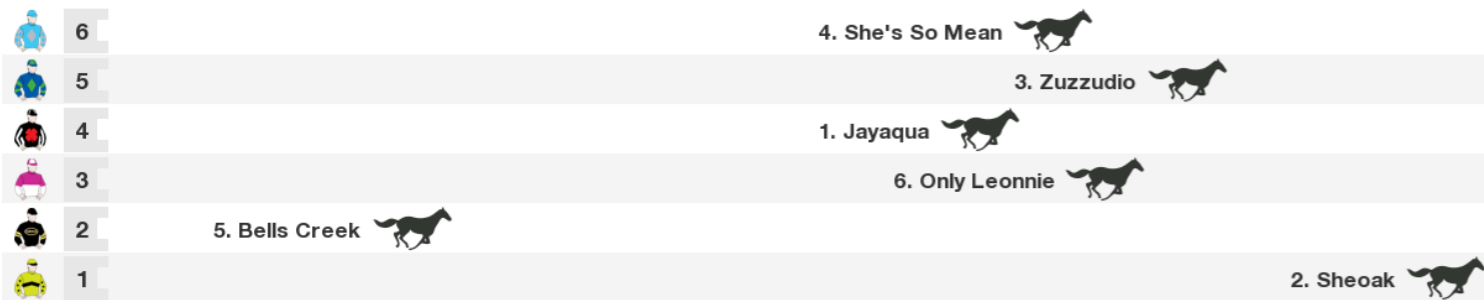 6 4. She's So Mean
5 3. Zuzzudio
4 1. Jayaqua
3 6. Only Leonnie
2 5. Bells Creek
1 2. Sheoak